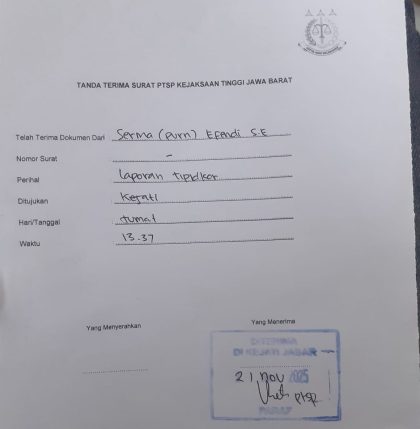 TANDA TERIMA SURAT PTSP KEJAKSAAN TINGGI JAWA BARAT
Telah Terima Dokumen Dari Serma (purn) Efendi S.E
Nomor Surat -
Perihal laporan tipidkor
Ditujukan Kejati
Hari/Tanggal Jumat
Waktu 13.37
Yang Menyerahkan
Yang Menerima
DITERIMA
DI KEJATI JABAR
21 NOV 2025
ptsp
PARAF